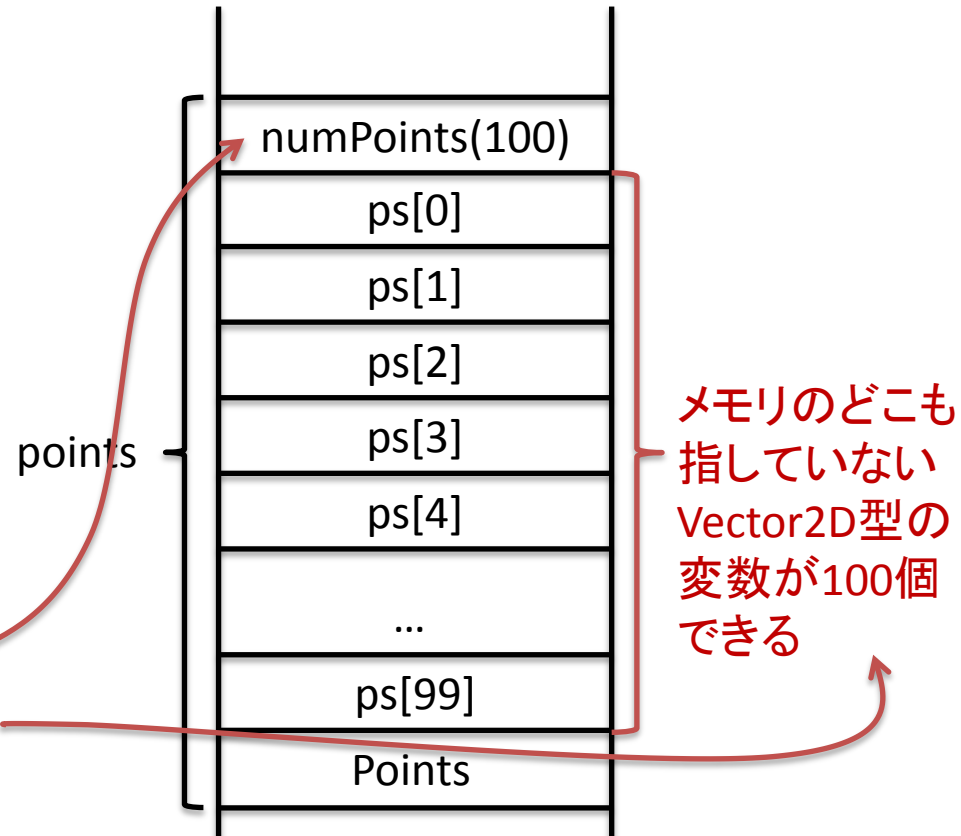 numPoints(100)
ps[0]
ps[1]
ps[2]
ps[3]
ps[4]
...
ps[99]
Points
points
メモリのどこも
指していない
Vector2D型の
変数が100個
できる